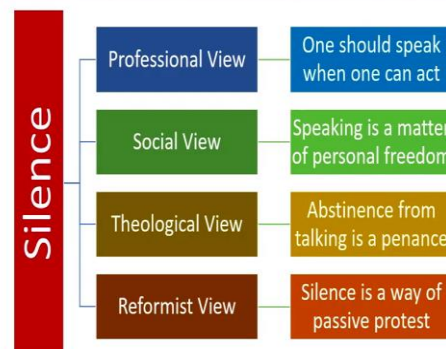 Silence
Professional View
One should speak
when one can act
Social View
Speaking is a matter
of personal freedom
Theological View
Abstinence from
talking is a penance
Reformist View
Silence is a way of
passive protest